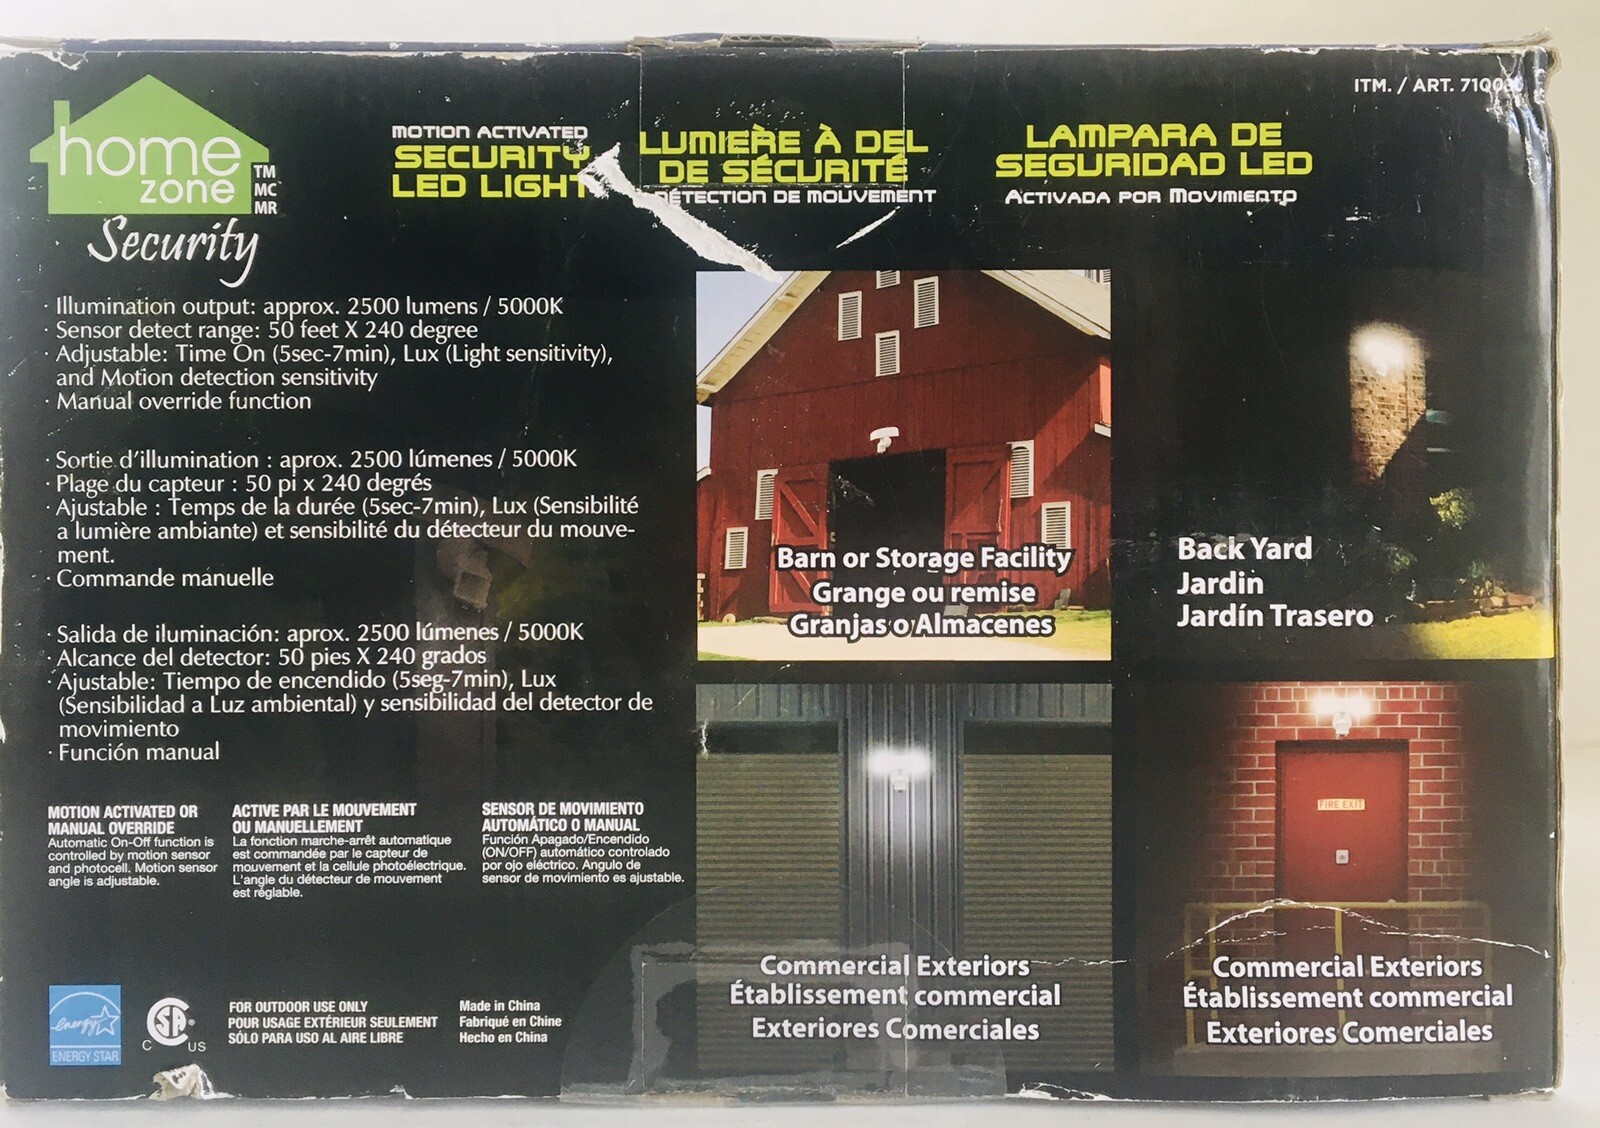 ITM. / ART.
home
zone
TM
MC
MR
Security
MOTION ACTIVATED
SECURITY
LED LIGHT
LUMIÈRE À DEL
DE SÉCURITÉ
DÉTECTION DE MOUVEMENT
LAMPARA DE
SEGURIDAD LED
ACTIVADA POR MOVIMIENTO
· Illumination output: approx. 2500 lumens / 5000K
· Sensor detect range: 50 feet X 240 degree
· Adjustable: Time On (5sec-7min), Lux (Light sensitivity),
and Motion detection sensitivity
· Manual override function
· Sortie d'illumination : aprox. 2500 lúmenes / 5000K
· Plage du capteur : 50 pi x 240 degrés
· Ajustable : Temps de la durée (5sec-7min), Lux (Sensibilité
a lumière ambiante) et sensibilité du détecteur du mouve-
ment.
· Commande manuelle
· Salida de iluminación: aprox. 2500 lúmenes / 5000K
· Alcance del detector: 50 pies X 240 grados
· Ajustable: Tiempo de encendido (5seg-7min), Lux
(Sensibilidad a Luz ambiental) y sensibilidad del detector de
movimiento
· Función manual
MOTION ACTIVATED OR
MANUAL OVERRIDE
Automatic On-Off function is
controlled by motion sensor
and photocell. Motion sensor
angle is adjustable.
ACTIVE PAR LE MOUVEMENT
OU MANUELLEMENT
La fonction marche-arrêt automatique
est commandée par le capteur de
mouvement et la cellule photoélectrique.
L'angle du détecteur de mouvement
est réglable.
SENSOR DE MOVIMIENTO
AUTOMÁTICO O MANUAL
Función Apagado/Encendido
(ON/OFF) automático controlado
por ojo eléctrico. Angulo de
sensor de movimiento es ajustable.
Barn or Storage Facility
Grange ou remise
Granjas o Almacenes
Back Yard
Jardin
Jardín Trasero
Commercial Exteriors
Établissement commercial
Exteriores Comerciales
FIRE EXIT
Commercial Exteriors
Établissement commercial
Exteriores Comerciales
energy
ENERGY STAR
C SA ® US
FOR OUTDOOR USE ONLY
POUR USAGE EXTÉRIEUR SEULEMENT
SÓLO PARA USO AL AIRE LIBRE
Made in China
Fabriqué en Chine
Hecho en China